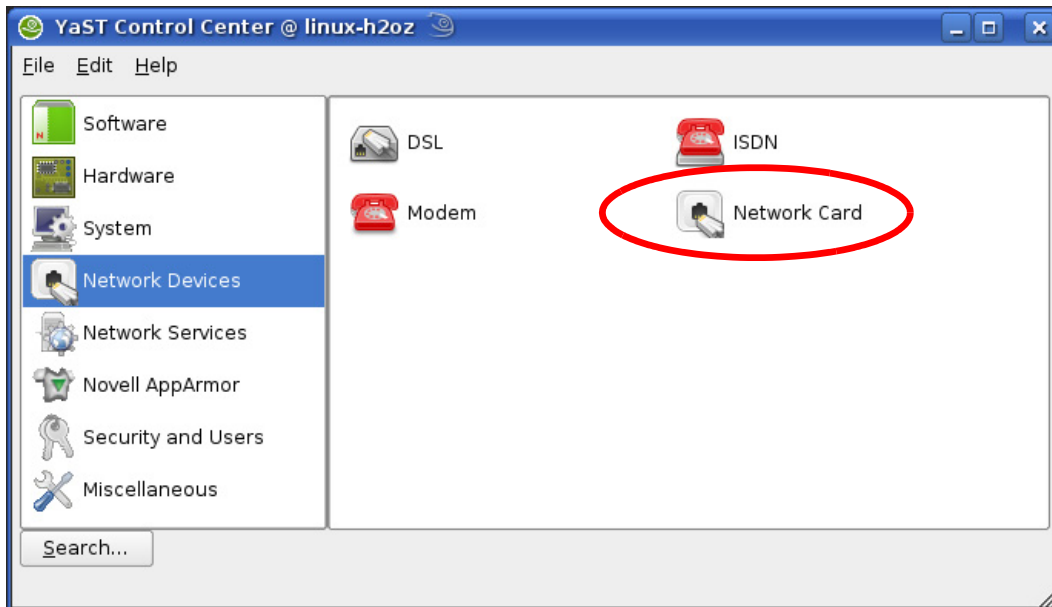 YaST Control Center @ linux-h2oz
File Edit Help
Software
Hardware
System
Network Devices
Network Services
Novell AppArmor
Security and Users
Miscellaneous
DSL
ISDN
Modem
Network Card
Search...